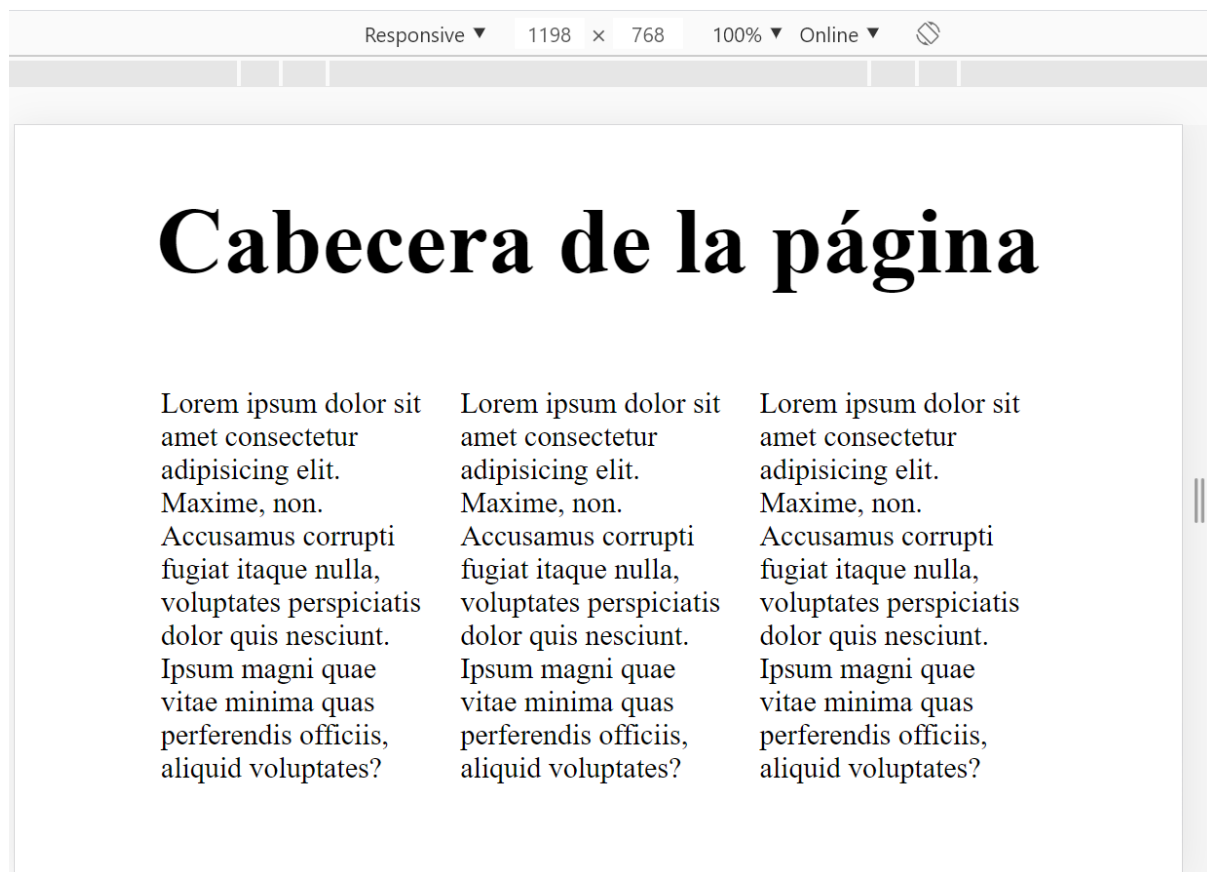 Responsive ▼ 1198 × 768 100% ▼ Online ▼
Cabecera de la página
Lorem ipsum dolor sit
amet consectetur
adipisicing elit.
Maxime, non.
Accusamus corrupti
fugiat itaque nulla,
voluptates perspiciatis
dolor quis nesciunt.
Ipsum magni quae
vitae minima quas
perferendis officiis,
aliquid voluptates?
Lorem ipsum dolor sit
amet consectetur
adipisicing elit.
Maxime, non.
Accusamus corrupti
fugiat itaque nulla,
voluptates perspiciatis
dolor quis nesciunt.
Ipsum magni quae
vitae minima quas
perferendis officiis,
aliquid voluptates?
Lorem ipsum dolor sit
amet consectetur
adipisicing elit.
Maxime, non.
Accusamus corrupti
fugiat itaque nulla,
voluptates perspiciatis
dolor quis nesciunt.
Ipsum magni quae
vitae minima quas
perferendis officiis,
aliquid voluptates?